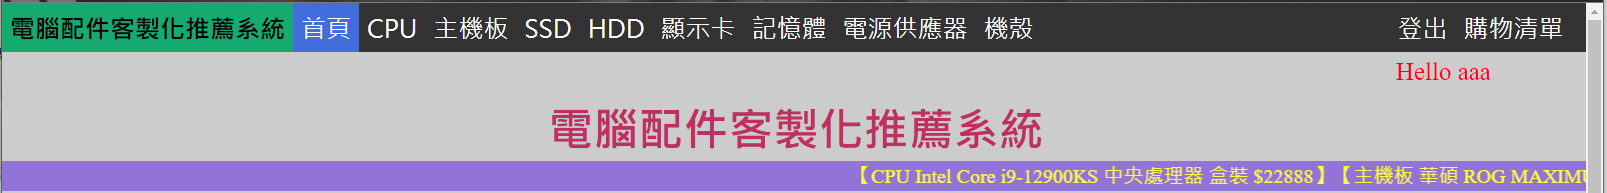 電腦配件客製化推薦系統 首頁 CPU 主機板 SSD HDD 顯示卡 記憶體 電源供應器 機殼 登出 購物清單
Hello aaa
電腦配件客製化推薦系統
【CPU Intel Core i9-12900KS 中央處理器 盒裝 $22888】【主機板 華碩 ROG MAXIMU